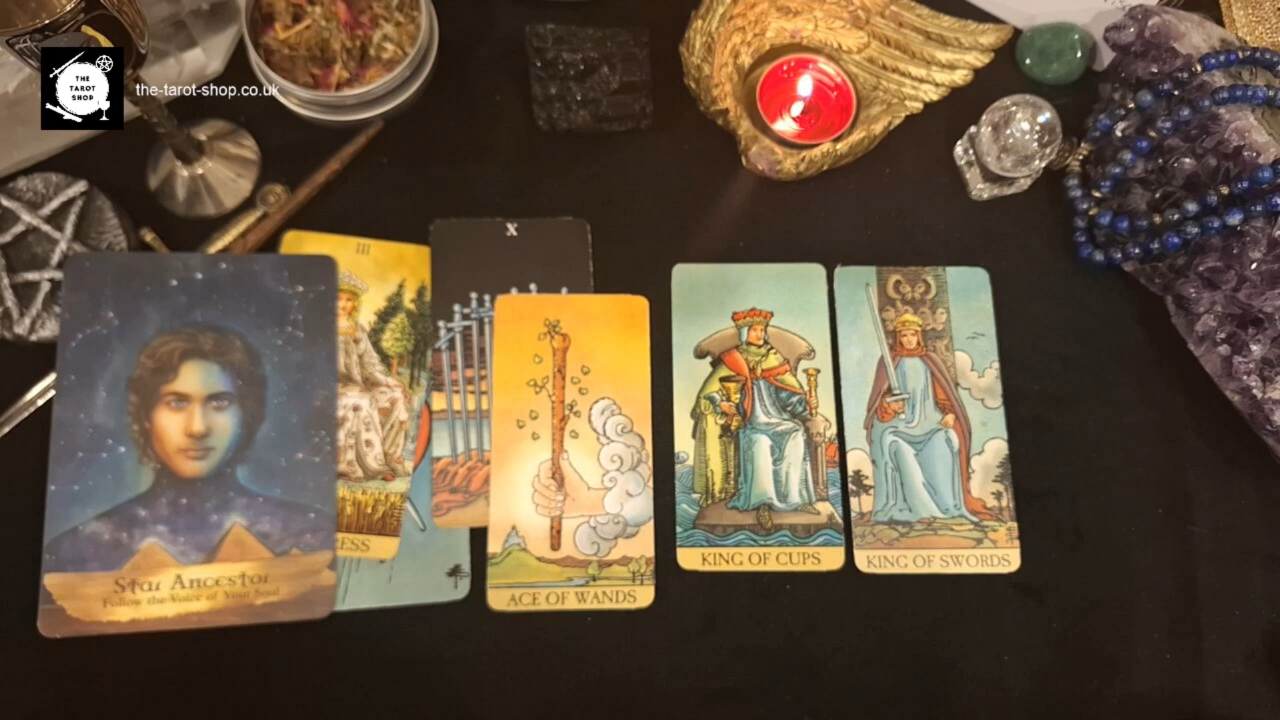 THE
TAROT
SHOP
the-tarot-shop.co.uk
III
X
Star Ancestor
Follow the Voice of Your Soul
ESS
ACE OF WANDS
KING OF CUPS
KING OF SWORDS